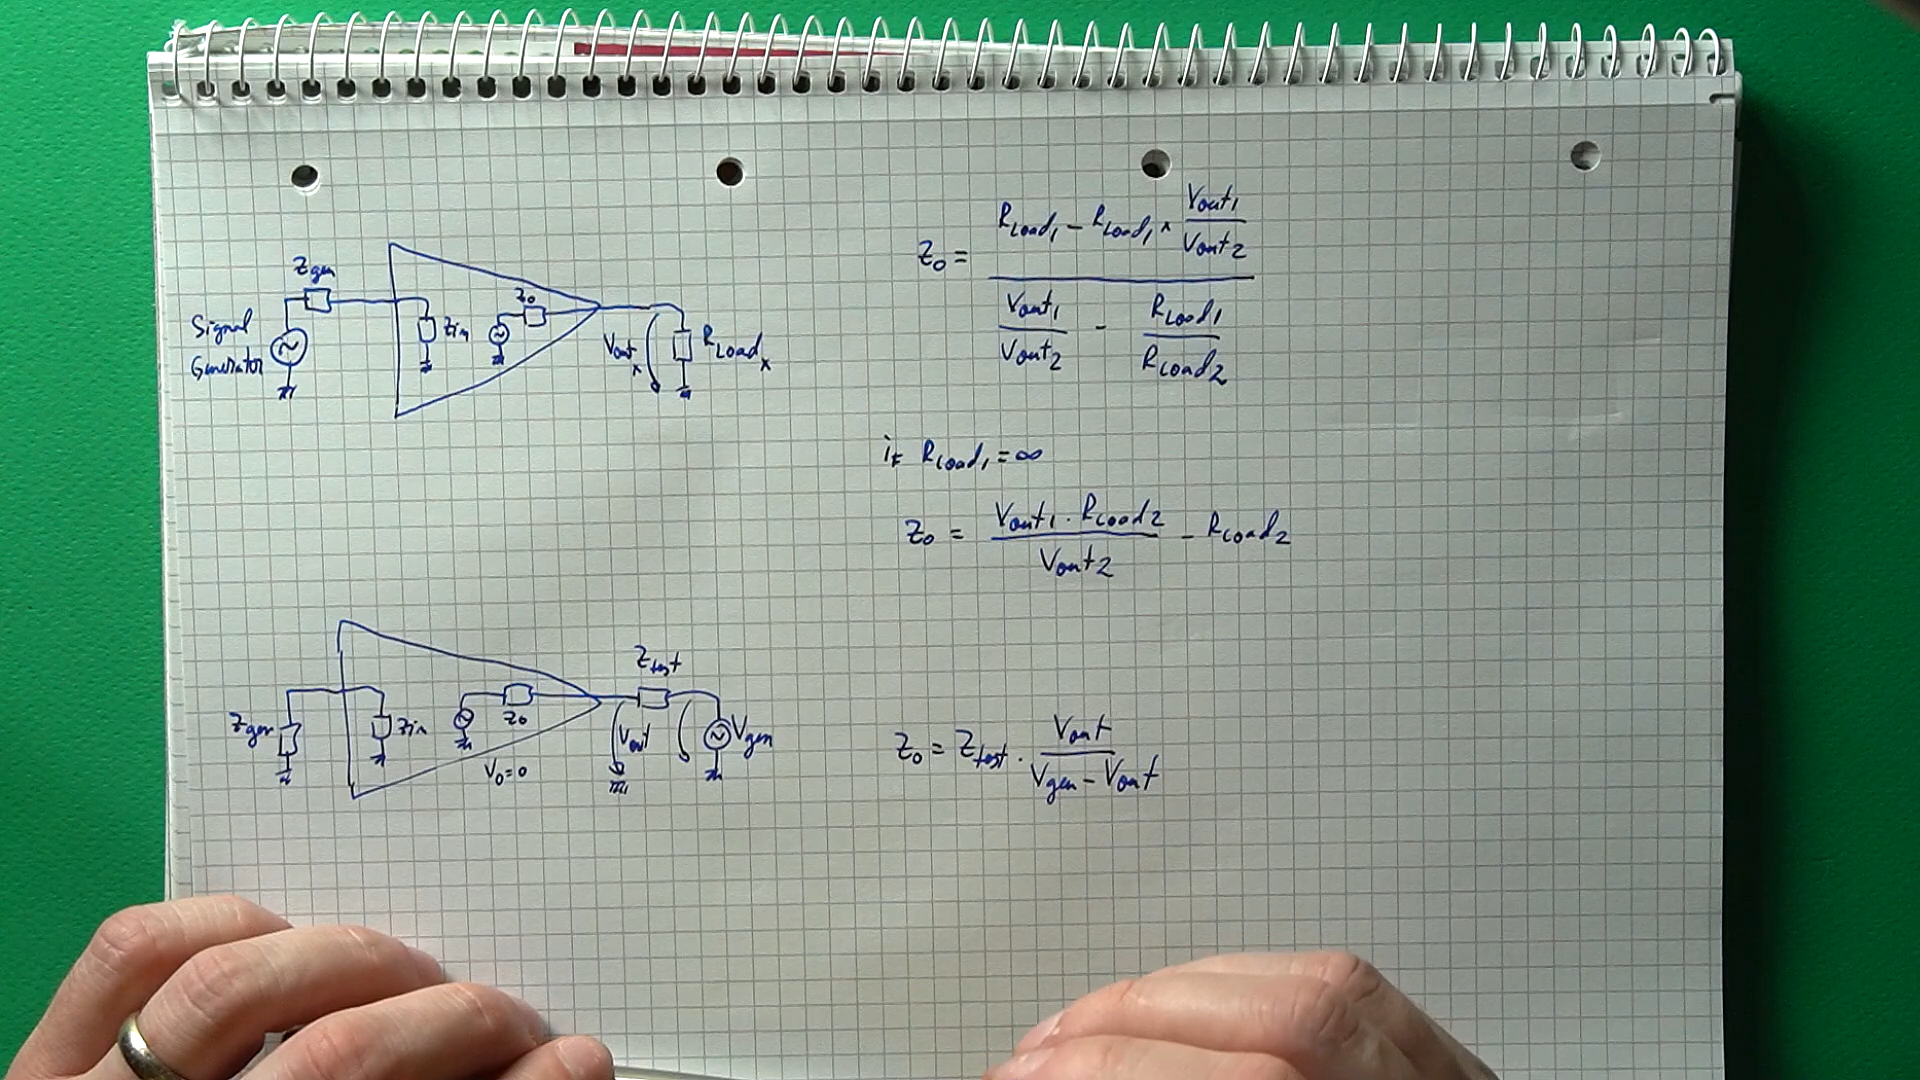 Zgen
Signal
Generator
Zin
Zo
Vout x
RLoad x
Zo = (RLoad1 - RLoad1 x Vout1/Vout2) / (Vout1/Vout2 - RLoad1/RLoad2)
if RLoad1 = ∞
Zo = Vout1 · RLoad2 / Vout2 - RLoad2
Zgen
Zin
Zo
Vo=0
Ztest
Vout
Vgen
Zo = Ztest · Vout / (Vgen - Vout)